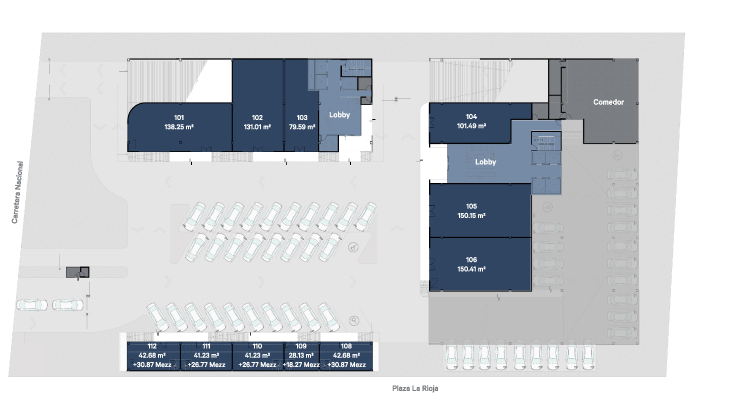 101
138.25 m²
102
131.01 m²
103
79.59 m²
Lobby
104
101.49 m²
Comedor
Lobby
105
150.15 m²
106
150.41 m²
Carretera Nacional
112
42.68 m²
+30.87 Mezz
111
41.23 m²
+26.77 Mezz
110
41.23 m²
+26.77 Mezz
109
28.13 m²
+18.27 Mezz
108
42.68 m²
+30.87 Mezz
Plaza La Rioja